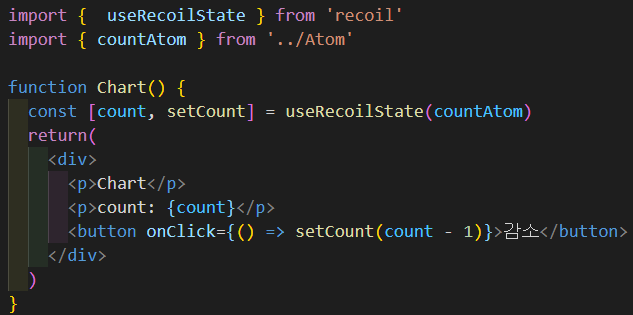 import {  useRecoilState } from 'recoil'
import { countAtom } from '../Atom'

function Chart() {
  const [count, setCount] = useRecoilState(countAtom)
  return(
    <div>
      <p>Chart</p>
      <p>count: {count}</p>
      <button onClick={() => setCount(count - 1)}>감소</button>
    </div>
  )
}